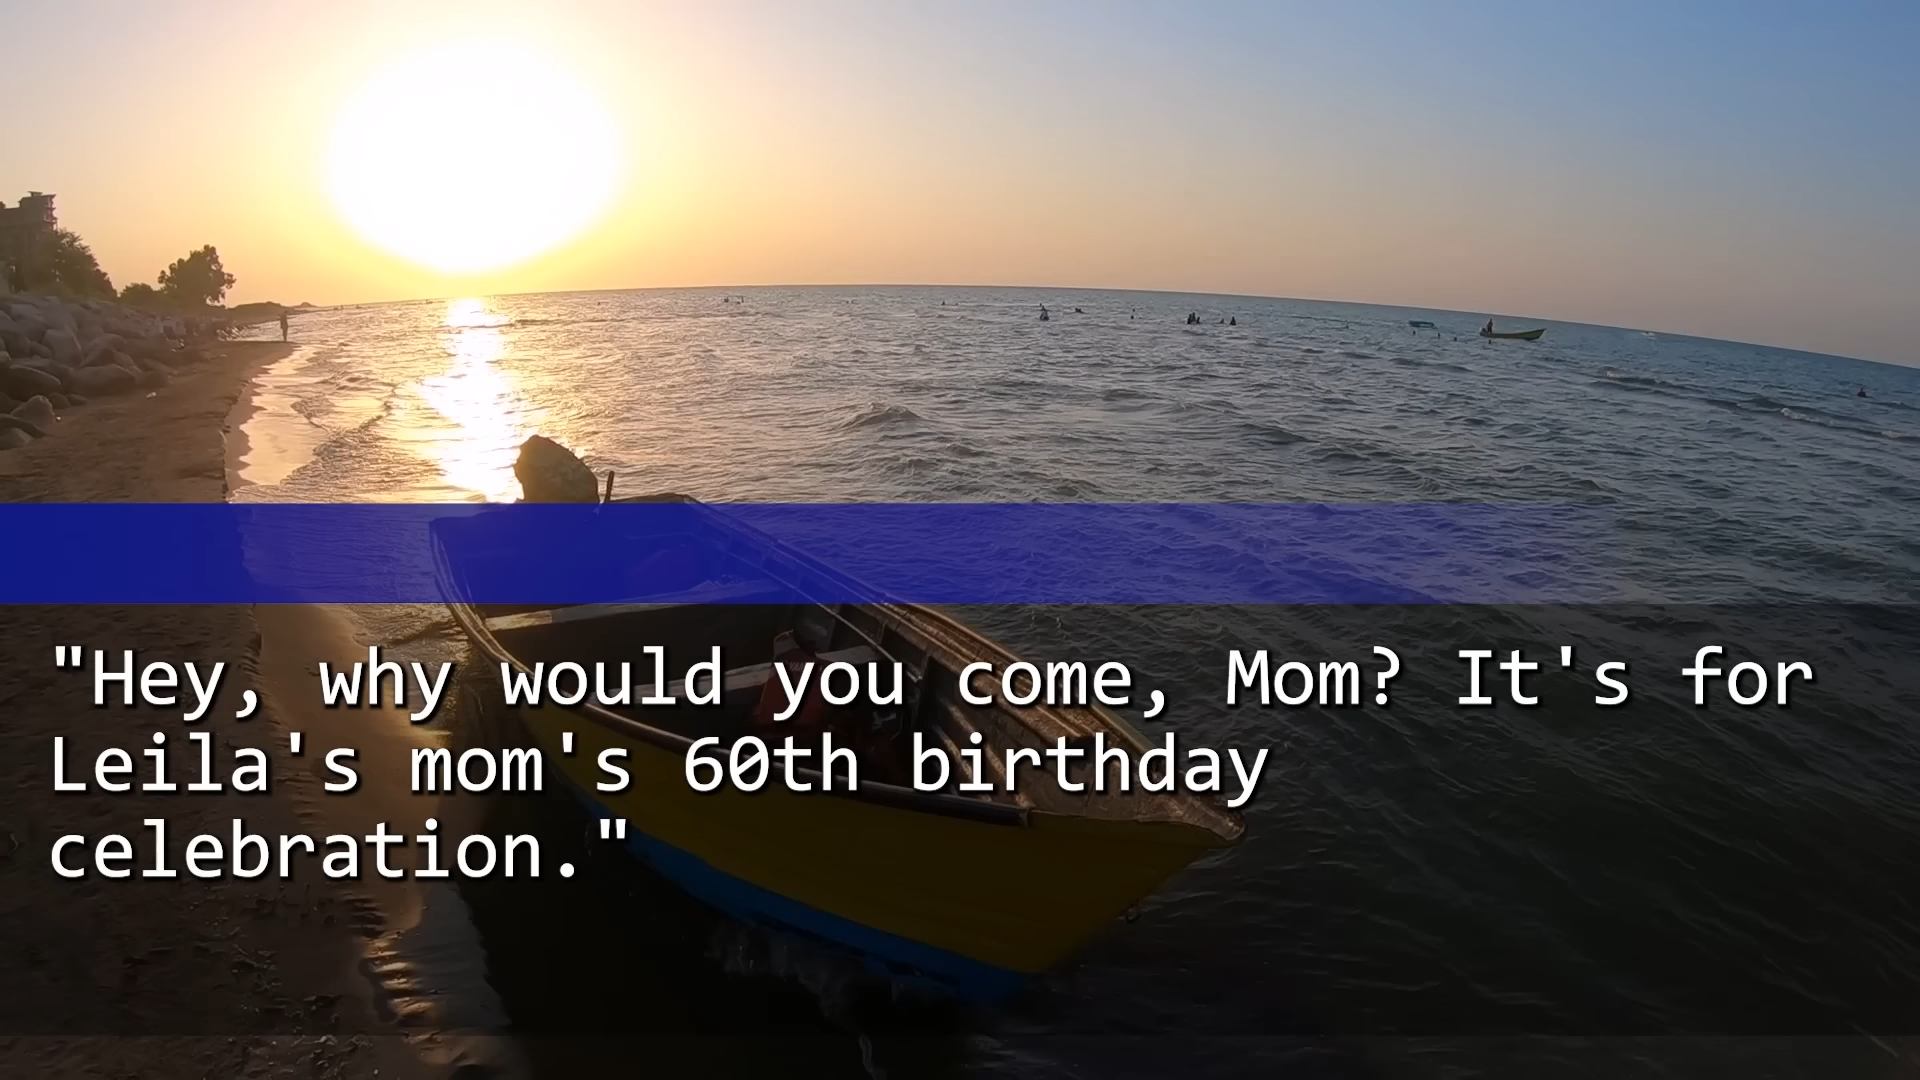 "Hey, why would you come, Mom? It's for
Leila's mom's 60th birthday
celebration."